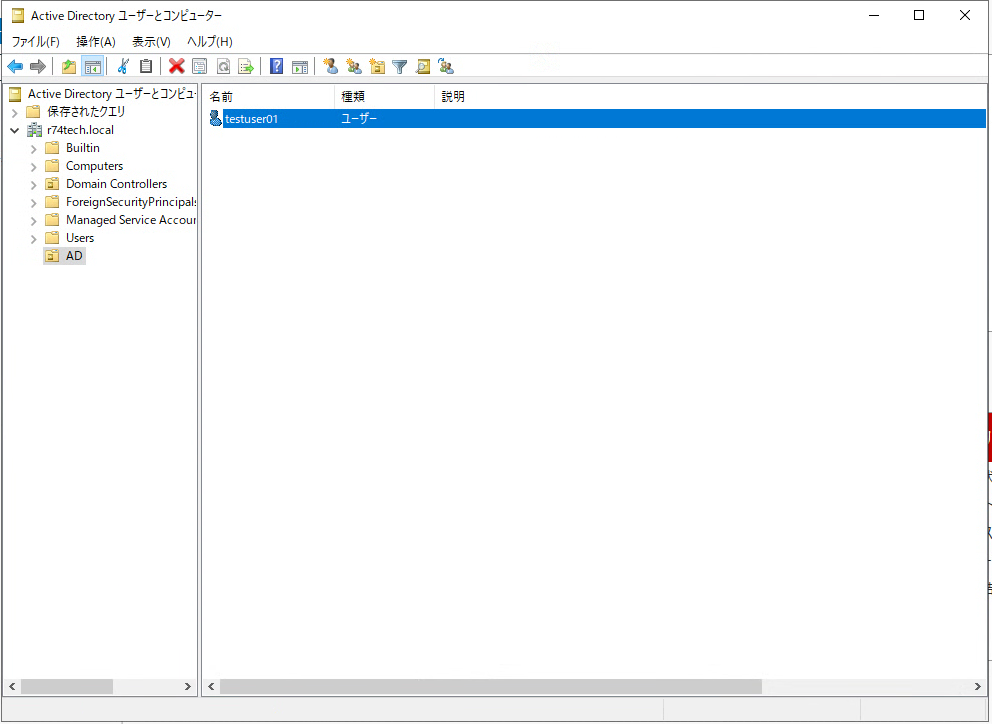 Active Directory ユーザーとコンピューター
ファイル(F) 操作(A) 表示(V) ヘルプ(H)
Active Directory ユーザーとコンピュ
保存されたクエリ
r74tech.local
Builtin
Computers
Domain Controllers
ForeignSecurityPrincipals
Managed Service Accour
Users
AD
名前 種類 説明
testuser01 ユーザー